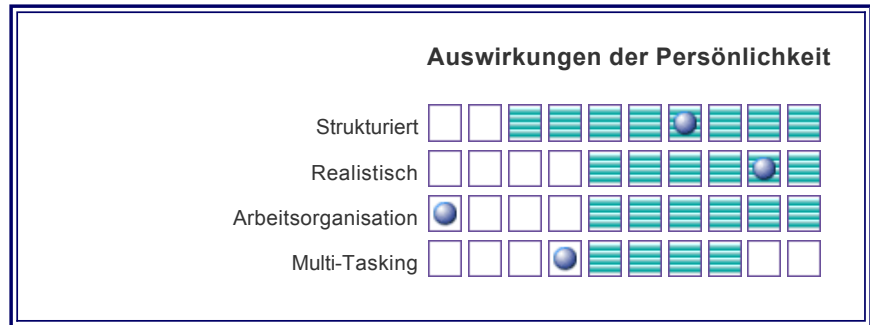 Auswirkungen der Persönlichkeit
Strukturiert
Realistisch
Arbeitsorganisation
Multi-Tasking